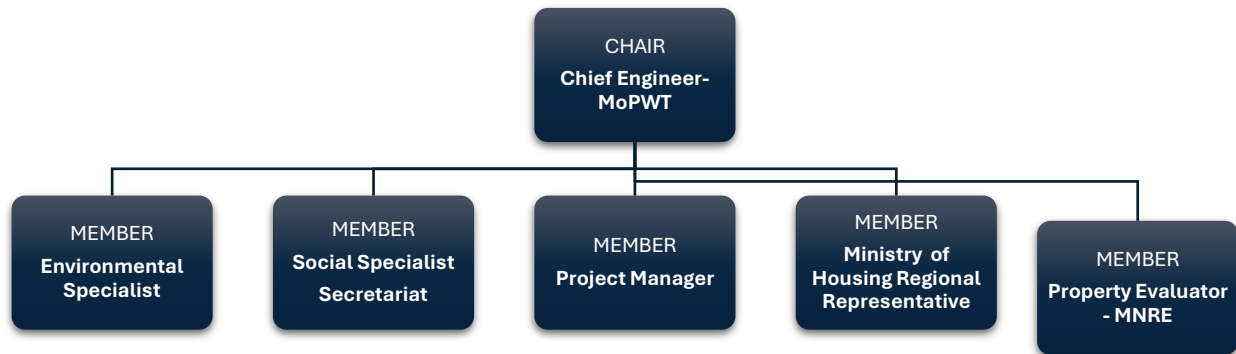 CHAIR
Chief Engineer-
MoPWT
MEMBER
Environmental
Specialist
MEMBER
Social Specialist
Secretariat
MEMBER
Project Manager
MEMBER
Ministry of
Housing Regional
Representative
MEMBER
Property Evaluator
- MNRE